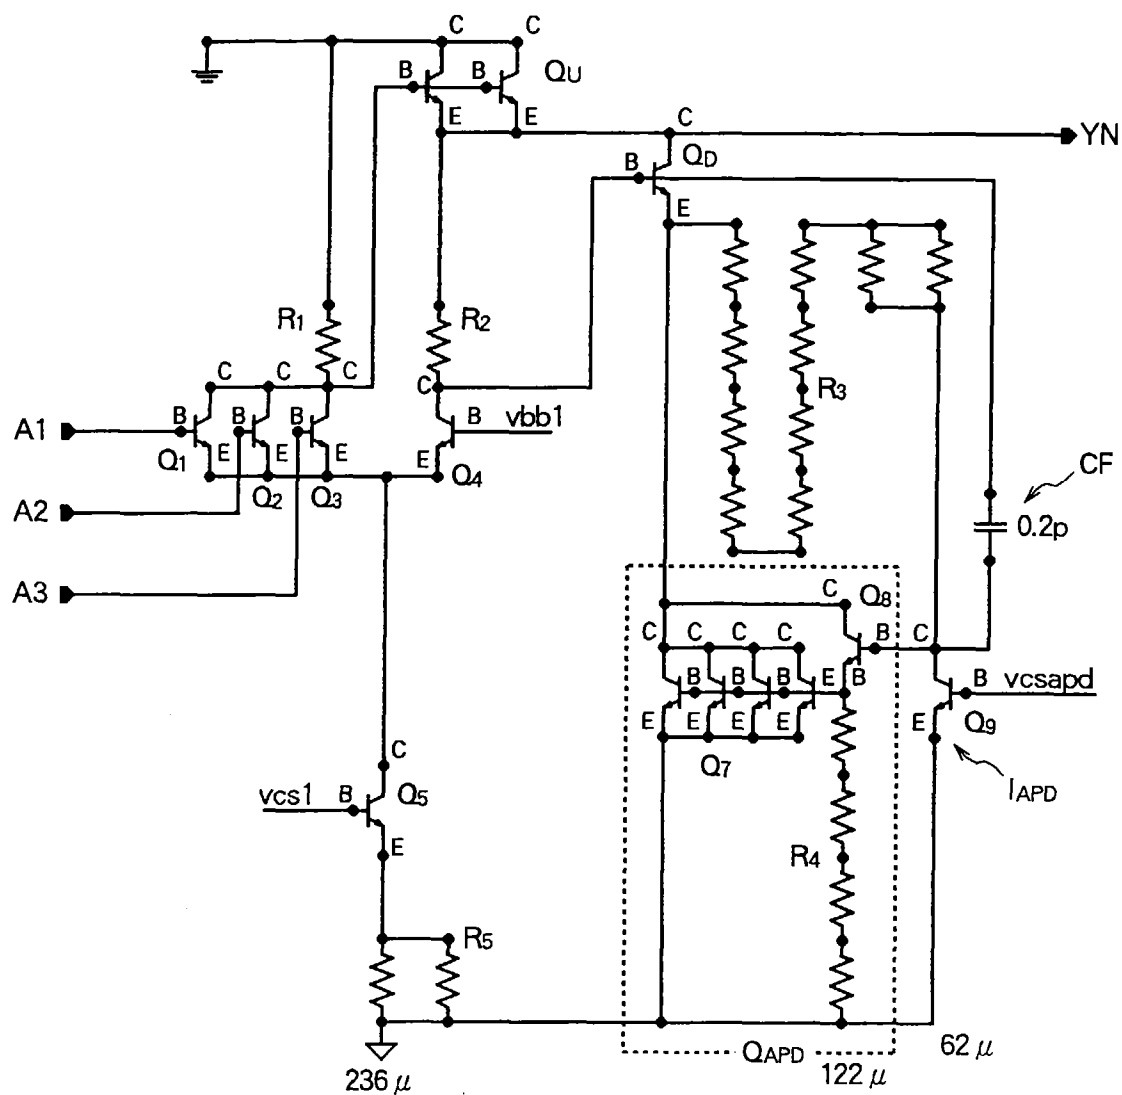 C C
B B QU
E E C
YN
B QD
E
R1 R2
C C C C
A1 B B B B vbb1
E E E E
Q1 Q2 Q3 Q4
R3
CF
A2
0.2p
A3
C Q8
C C C C B C
B B B E B B vcsapd
E E E E E Q9
Q7
IAPD
C
vcs1 B Q5
E
R4
R5
QAPD
62μ
236μ
122μ